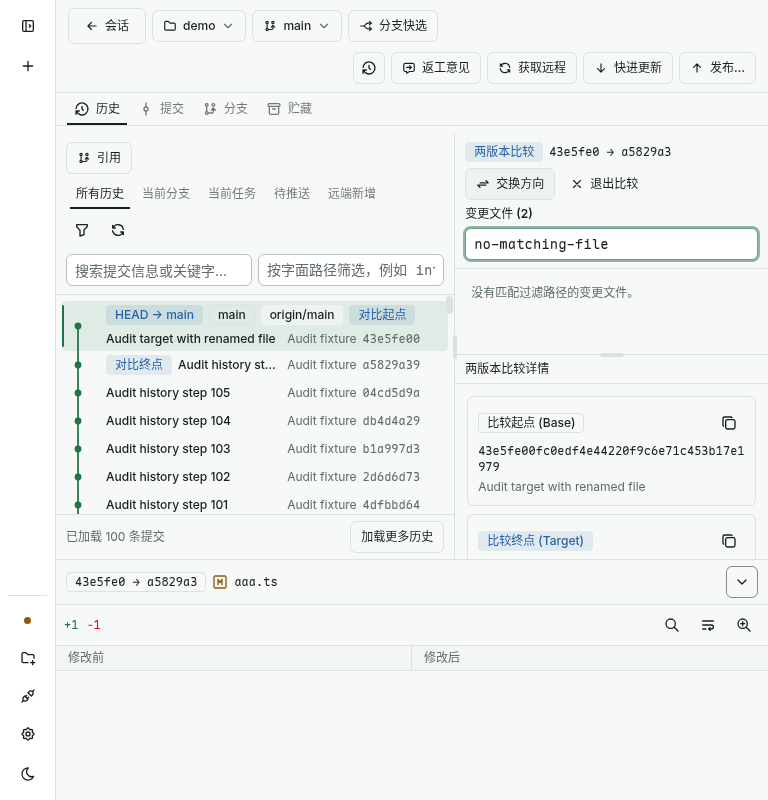 会话
demo
main
分支快选
返工意见
获取远程
快进更新
发布...
历史
提交
分支
贮藏
引用
所有历史
当前分支
当前任务
待推送
远端新增
搜索提交信息或关键字...
按字面路径筛选，例如 in
HEAD → main
main
origin/main
对比起点
Audit target with renamed file
Audit fixture
43e5fe00
对比终点
Audit history st...
Audit fixture
a5829a39
Audit history step 105
Audit fixture
04cd5d9a
Audit history step 104
Audit fixture
db4d4a29
Audit history step 103
Audit fixture
b1a997d3
Audit history step 102
Audit fixture
2d6d6d73
Audit history step 101
Audit fixture
4dfbbd64
已加载 100 条提交
加载更多历史
两版本比较
43e5fe0 → a5829a3
交换方向
退出比较
变更文件 (2)
no-matching-file
没有匹配过滤路径的变更文件。
两版本比较详情
比较起点 (Base)
43e5fe00fc0edf4e44220f9c6e71c453b17e1
979
Audit target with renamed file
比较终点 (Target)
43e5fe0 → a5829a3
M
aaa.ts
+1 -1
修改前
修改后